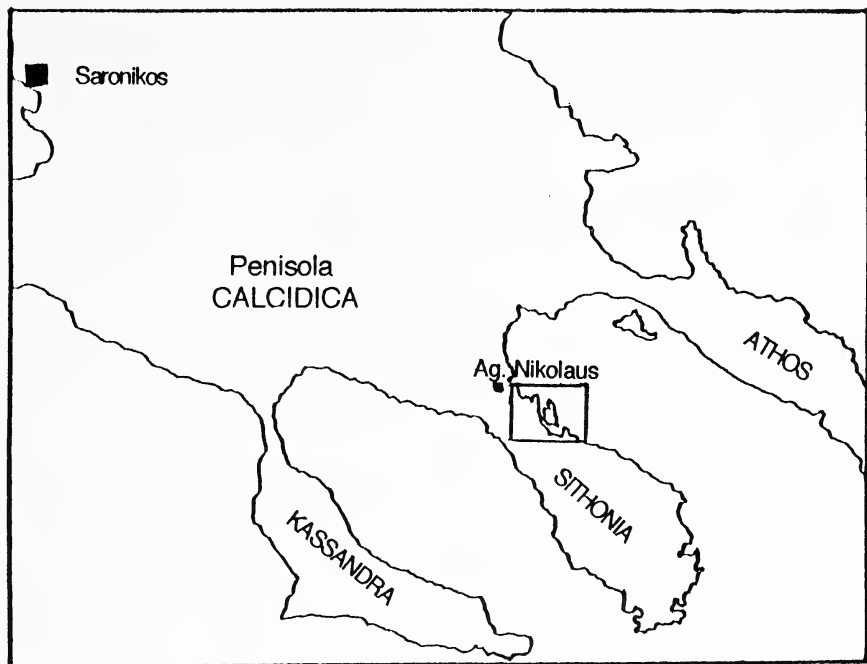 Saronikos
Penisola
CALCIDICA
ATHOS
Ag. Nikolaus
SITHONIA
KASSANDRA